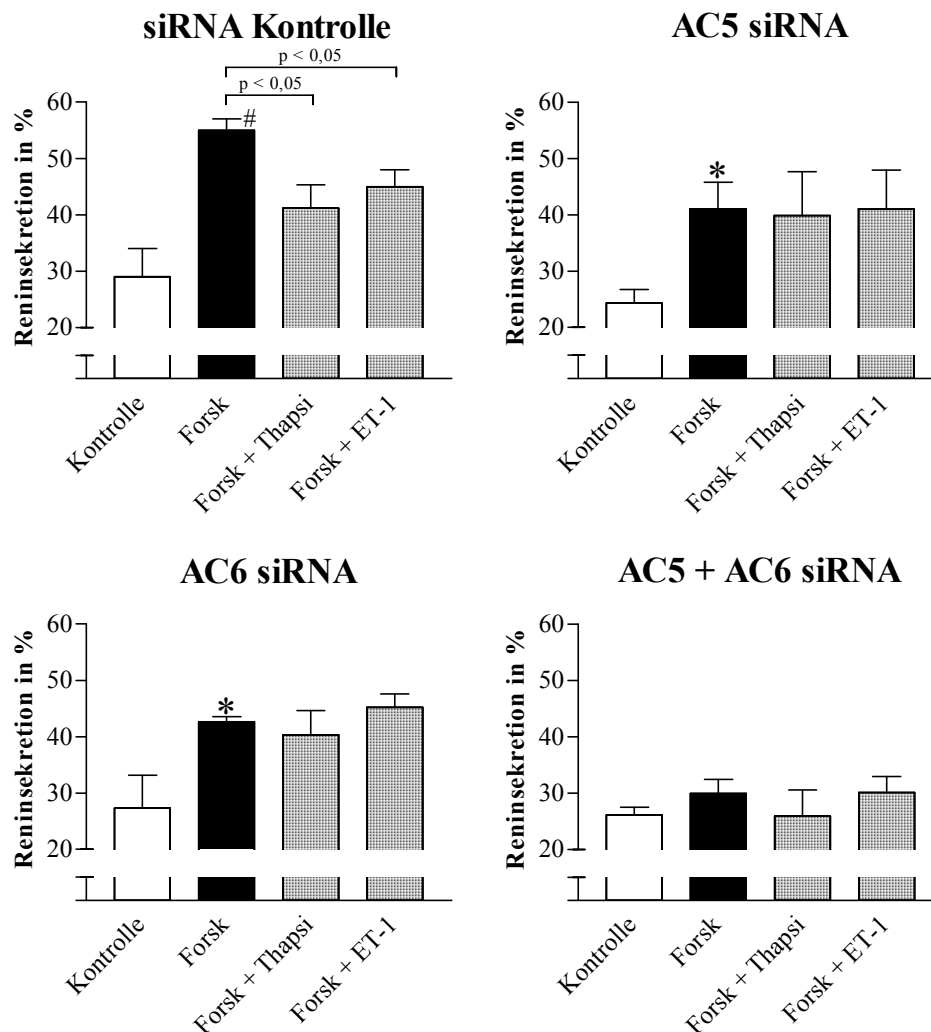 siRNA Kontrolle
p < 0,05
p < 0,05
#
Reninsekretion in %
60
50
40
30
20
Kontrolle
Forsk
Forsk + Thapsi
Forsk + ET-1
AC5 siRNA
*
Reninsekretion in %
60
50
40
30
20
Kontrolle
Forsk
Forsk + Thapsi
Forsk + ET-1
AC6 siRNA
*
Reninsekretion in %
60
50
40
30
20
Kontrolle
Forsk
Forsk + Thapsi
Forsk + ET-1
AC5 + AC6 siRNA
Reninsekretion in %
60
50
40
30
20
Kontrolle
Forsk
Forsk + Thapsi
Forsk + ET-1